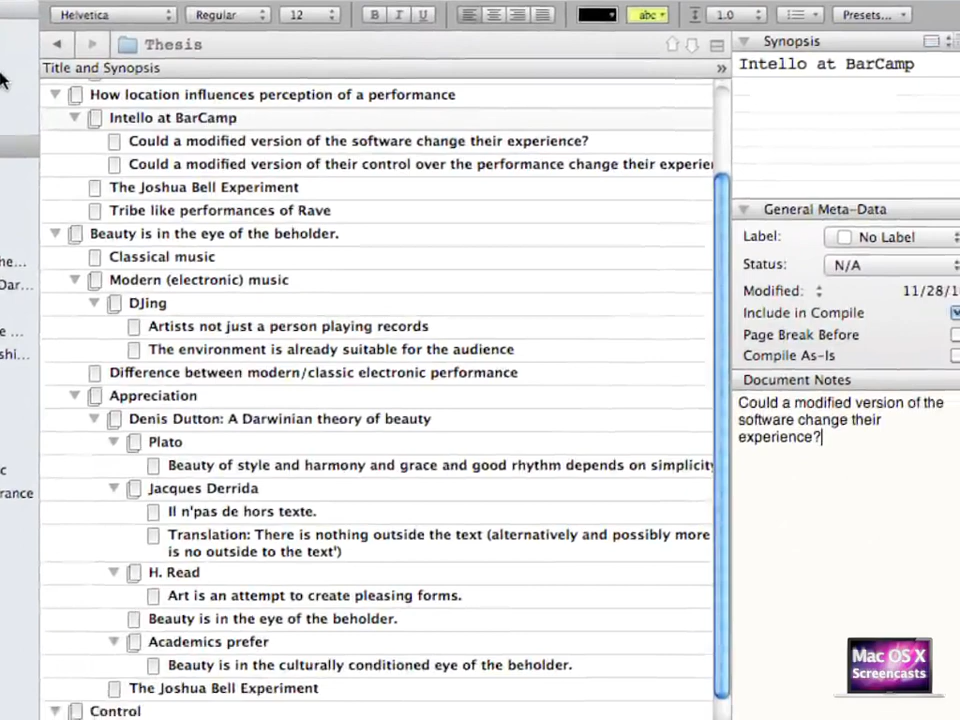 Helvetica Regular 12 B I U abc 1.0 Presets...
Thesis
Synopsis
Title and Synopsis »
Intello at BarCamp
How location influences perception of a performance
Intello at BarCamp
Could a modified version of the software change their experience?
Could a modified version of their control over the performance change their experien
The Joshua Bell Experiment
Tribe like performances of Rave
Beauty is in the eye of the beholder.
Classical music
Modern (electronic) music
DJing
Artists not just a person playing records
The environment is already suitable for the audience
Difference between modern/classic electronic performance
Appreciation
Denis Dutton: A Darwinian theory of beauty
Plato
Beauty of style and harmony and grace and good rhythm depends on simplicity
Jacques Derrida
Il n'pas de hors texte.
Translation: There is nothing outside the text (alternatively and possibly more
is no outside to the text')
H. Read
Art is an attempt to create pleasing forms.
Beauty is in the eye of the beholder.
Academics prefer
Beauty is in the culturally conditioned eye of the beholder.
The Joshua Bell Experiment
Control
General Meta-Data
Label: No Label
Status: N/A
Modified: 11/28/1
Include in Compile
Page Break Before
Compile As-Is
Document Notes
Could a modified version of the
software change their
experience?
he...
Dar...
e ...
shi...
c
rance
Mac OS X
Screencasts